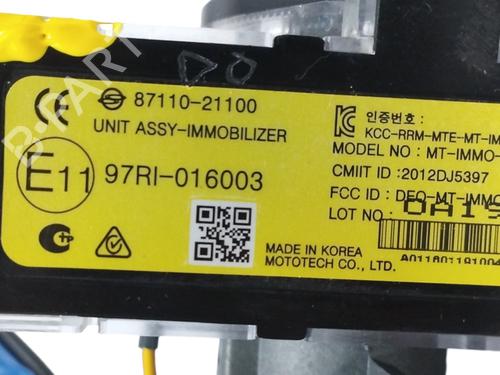 87110-21100
UNIT ASSY-IMMOBILIZER
E11
97RI-016003
MADE IN KOREA
MOTOTECH CO., LTD.
인증번호 :
KCC-RRM-MTE-MT-IM
MODEL NO : MT-IMMO-
CMIIT ID :2012DJ5397
FCC ID : DEO-MT-IMMO
LOT NO :
B-PARTS